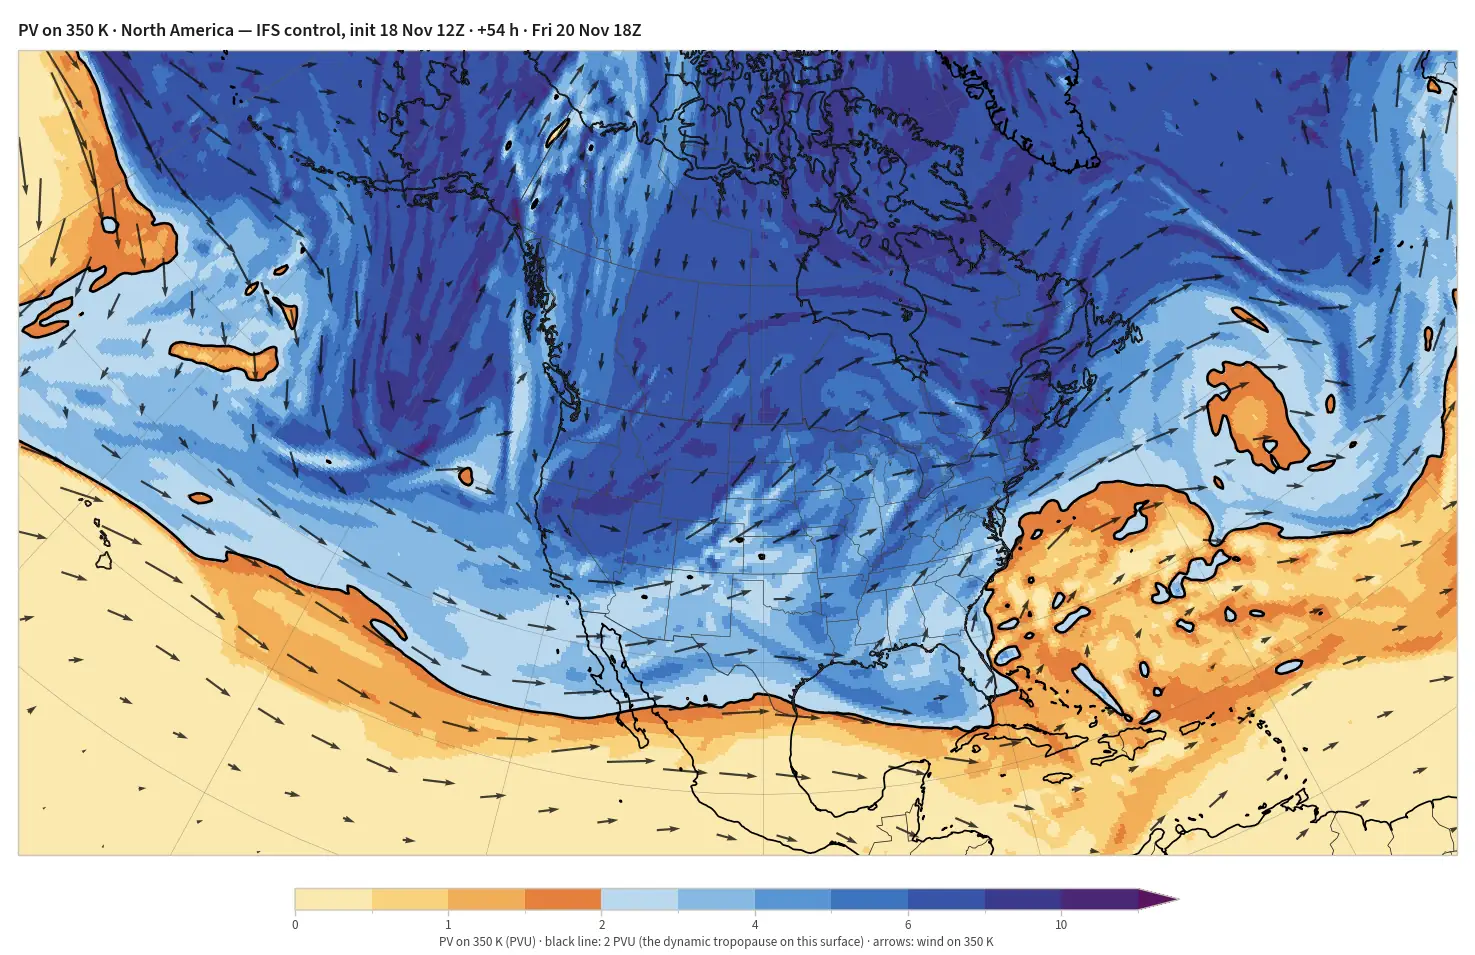 PV on 350 K · North America — IFS control, init 18 Nov 12Z · +54 h · Fri 20 Nov 18Z
0 1 2 4 6 10
PV on 350 K (PVU) · black line: 2 PVU (the dynamic tropopause on this surface) · arrows: wind on 350 K